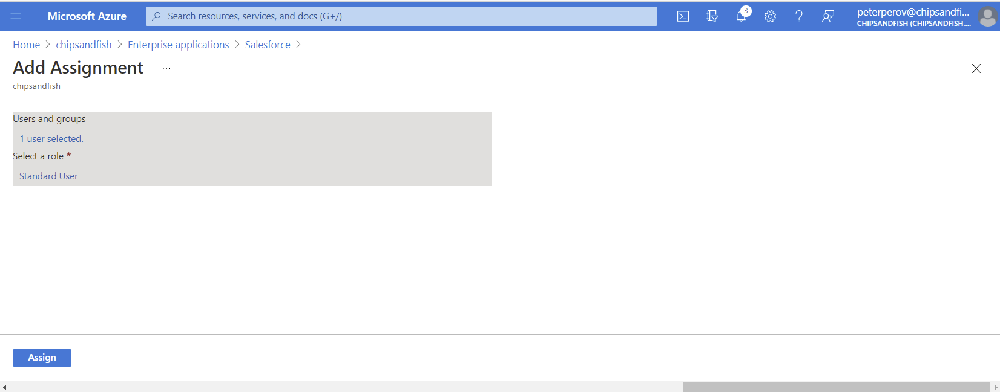 Microsoft Azure
Search resources, services, and docs (G+/)
3
peterperov@chipsandfi...
CHIPSANDFISH (CHIPSANDFISH....
Home > chipsandfish > Enterprise applications > Salesforce >
Add Assignment ...
chipsandfish
Users and groups
1 user selected.
Select a role *
Standard User
Assign